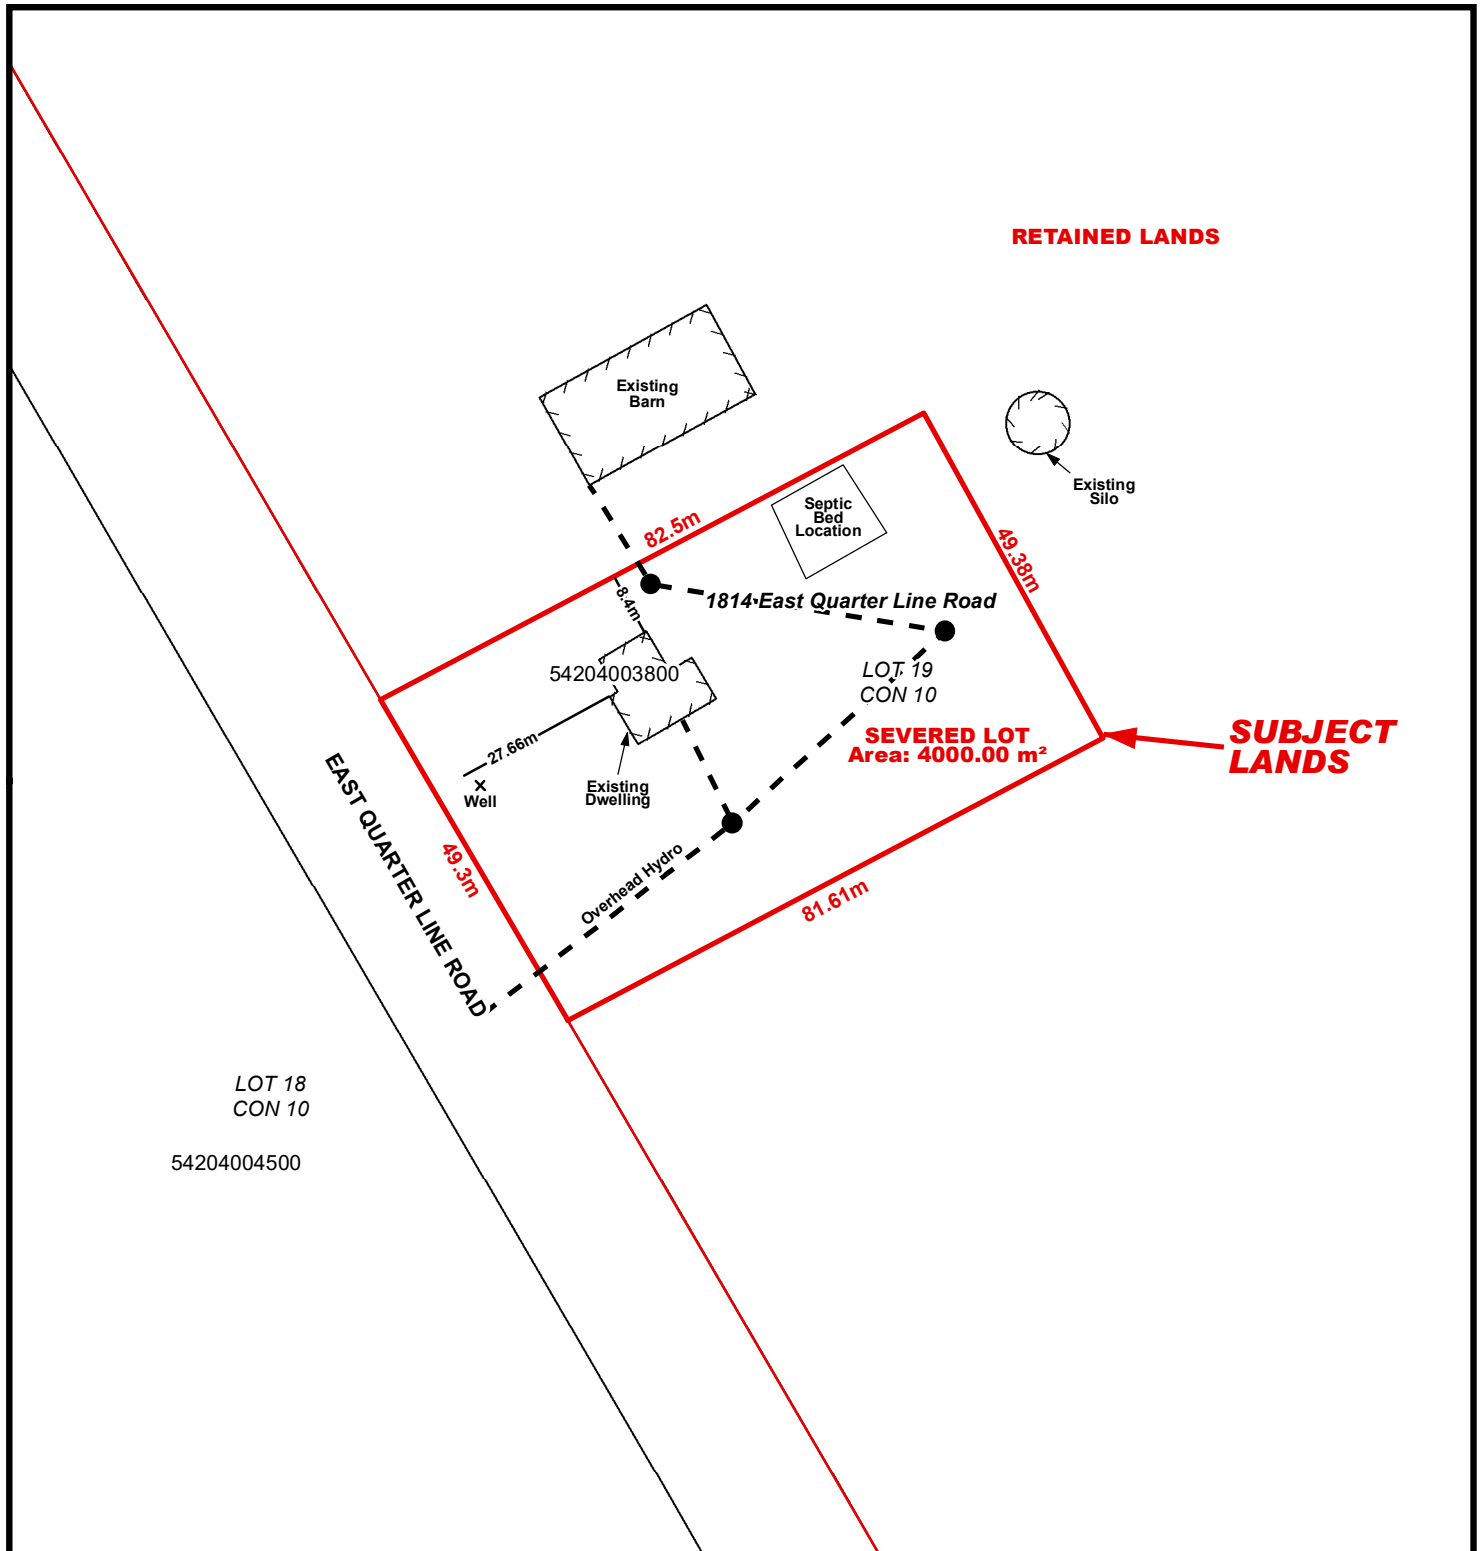 RETAINED LANDS
Existing
Barn
Existing
Silo
Septic
Bed
Location
82.5m
49.38m
8.4m
1814 East Quarter Line Road
54204003800
LOT 19
CON 10
SEVERED LOT
Area: 4000.00 m²
SUBJECT
LANDS
27.66m
Well
Existing
Dwelling
EAST QUARTER LINE ROAD
49.3m
Overhead Hydro
81.61m
LOT 18
CON 10
54204004500